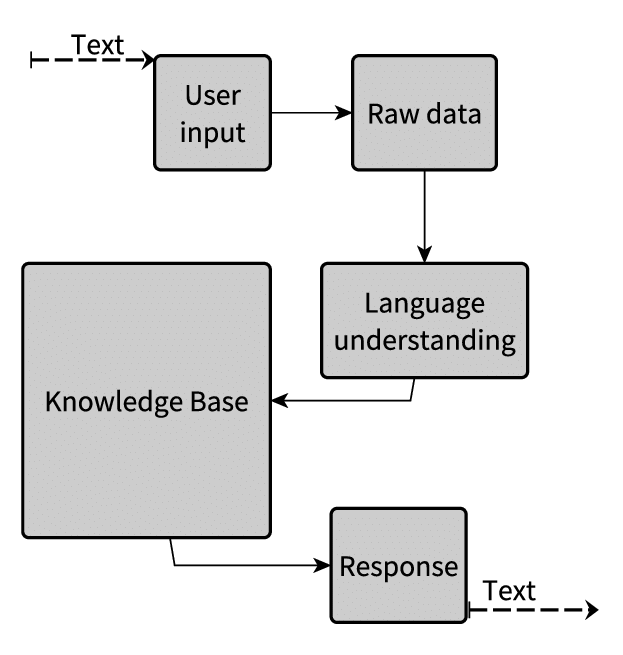 Text
User
input
Raw data
Language
understanding
Knowledge Base
Response
Text